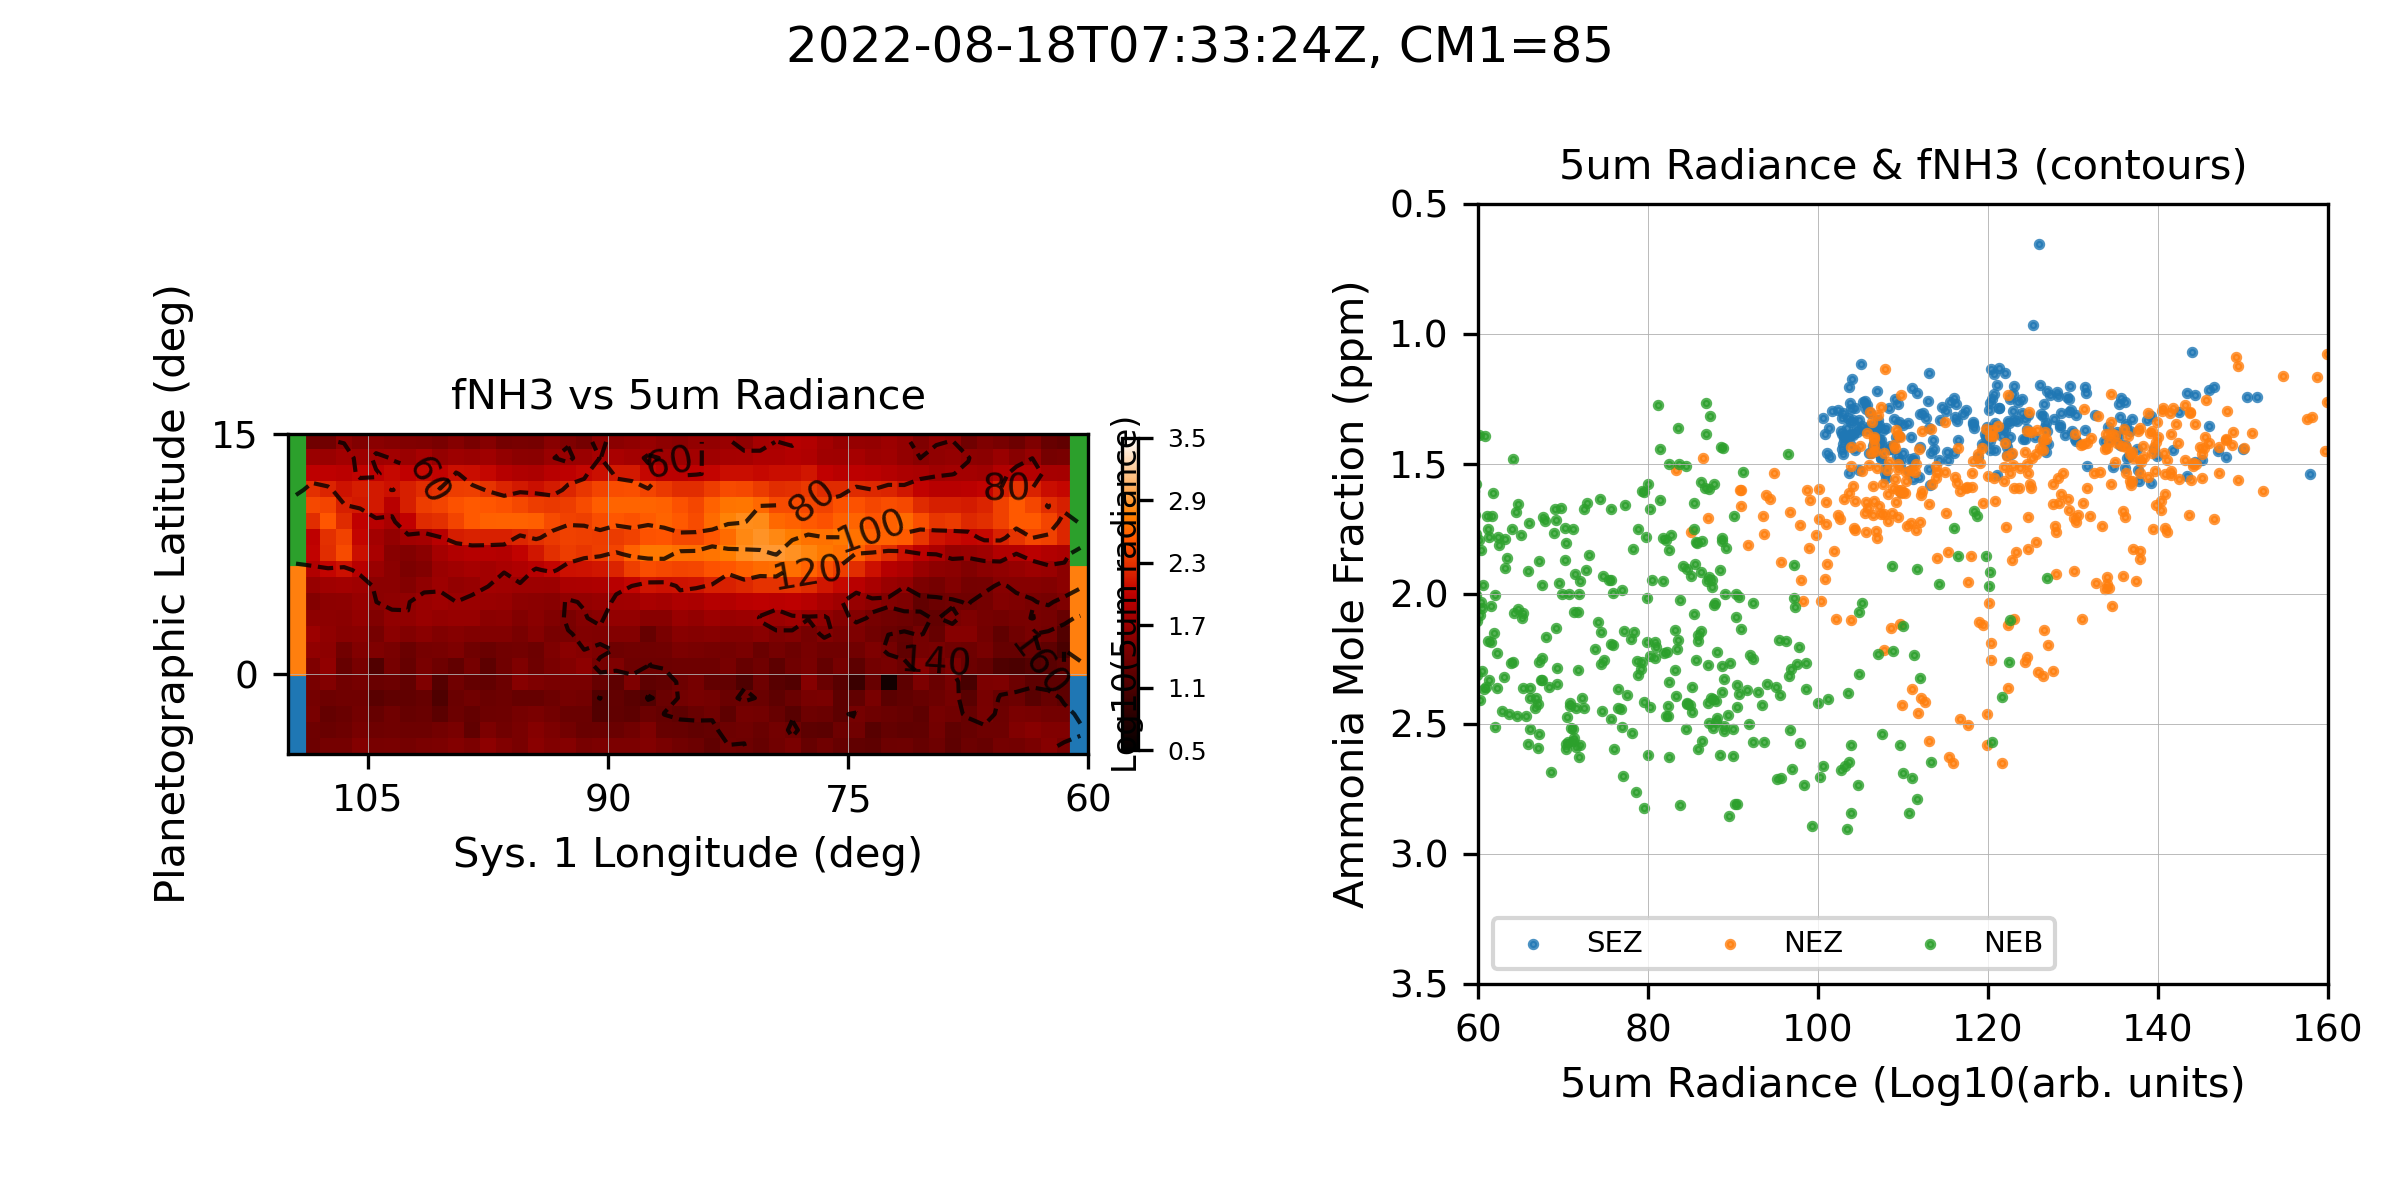 2022-08-18T07:33:24Z, CM1=85
fNH3 vs 5um Radiance
Planetographic Latitude (deg)
15
0
60
60
80
80
100
120
140
160
105
90
75
60
Sys. 1 Longitude (deg)
Log10(5um radiance)
3.5
2.9
2.3
1.7
1.1
0.5
5um Radiance & fNH3 (contours)
Ammonia Mole Fraction (ppm)
0.5
1.0
1.5
2.0
2.5
3.0
3.5
SEZ NEZ NEB
60 80 100 120 140 160
5um Radiance (Log10(arb. units)